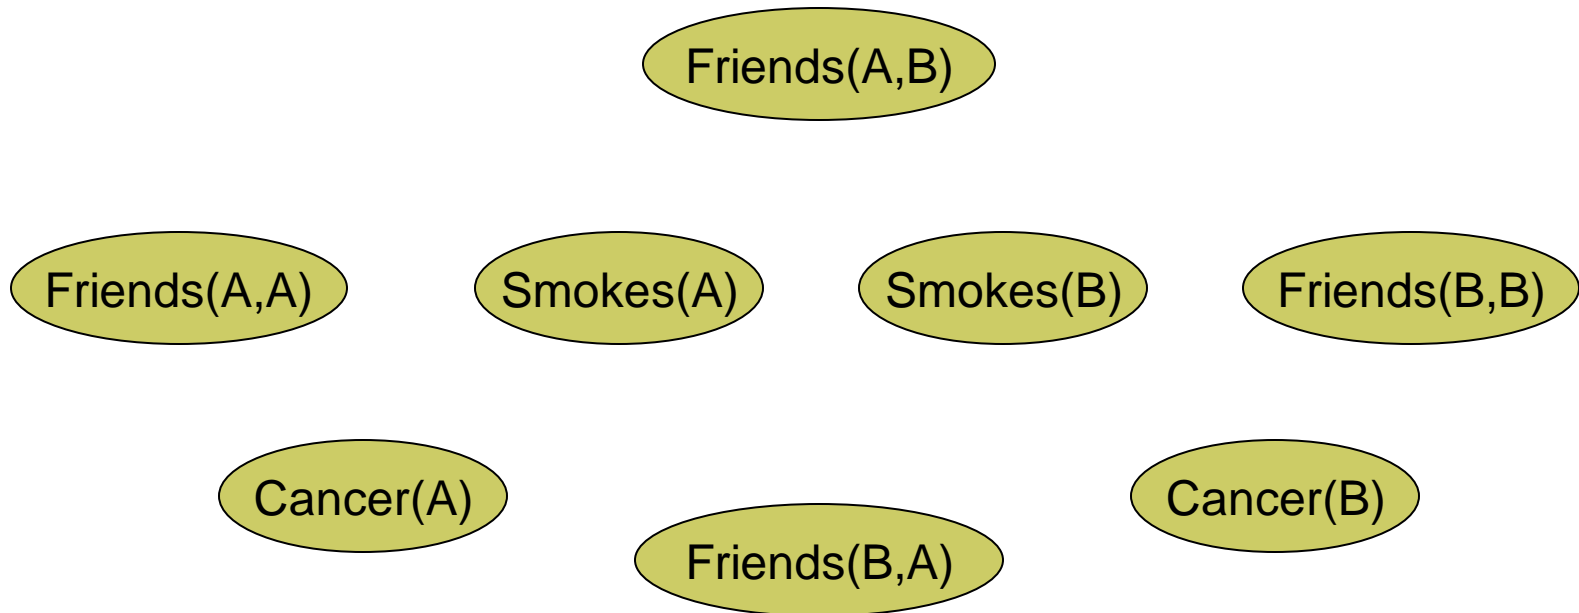 Friends(A,B)
Friends(A,A)
Smokes(A)
Smokes(B)
Friends(B,B)
Cancer(A)
Cancer(B)
Friends(B,A)